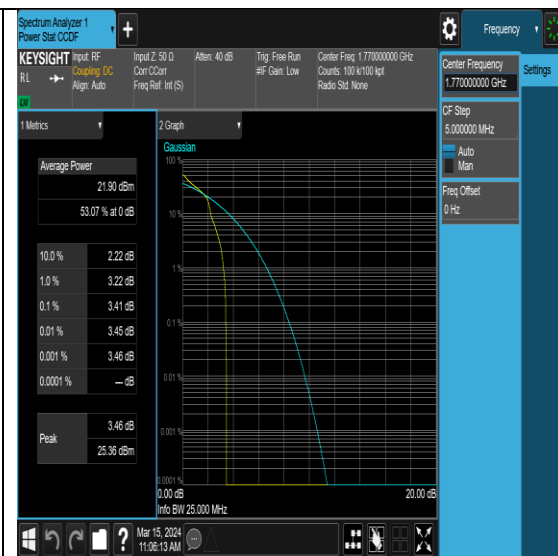 Spectrum Analyzer 1
Power Stat CCDF
Frequency
KEYSIGHT
RL
Input: RF
Coupling: DC
Align: Auto
Input Z: 50 Ω
Corr CCorr
Freq Ref: Int (S)
Atten: 40 dB
Trig: Free Run
#IF Gain: Low
Center Freq: 1.770000000 GHz
Counts: 100 k/100 kpt
Radio Std: None
Center Frequency
1.770000000 GHz
Settings
CF Step
5.000000 MHz
Auto
Man
Freq Offset
0 Hz
1 Metrics
Average Power
21.90 dBm
53.07 % at 0 dB
10.0 % 2.22 dB
1.0 % 3.22 dB
0.1 % 3.41 dB
0.01 % 3.45 dB
0.001 % 3.46 dB
0.0001 % --- dB
Peak
3.46 dB
25.36 dBm
2 Graph
Gaussian
100 %
10 %
1 %
0.1 %
0.01 %
0.001 %
0.0001 %
0.00 dB 20.00 dB
Info BW 25.000 MHz
Mar 15, 2024
11:06:13 AM